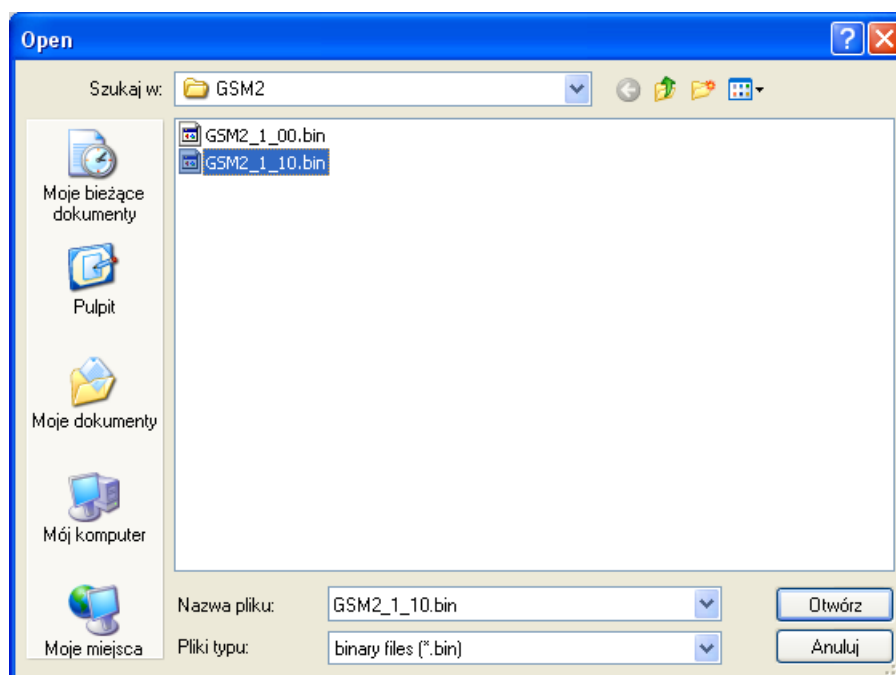 Open
Szukaj w:
GSM2
GSM2_1_00.bin
GSM2_1_10.bin
Moje bieżące
dokumenty
Pulpit
Moje dokumenty
Mój komputer
Moje miejsca
Nazwa pliku:
GSM2_1_10.bin
Otwórz
Pliki typu:
binary files (*.bin)
Anuluj